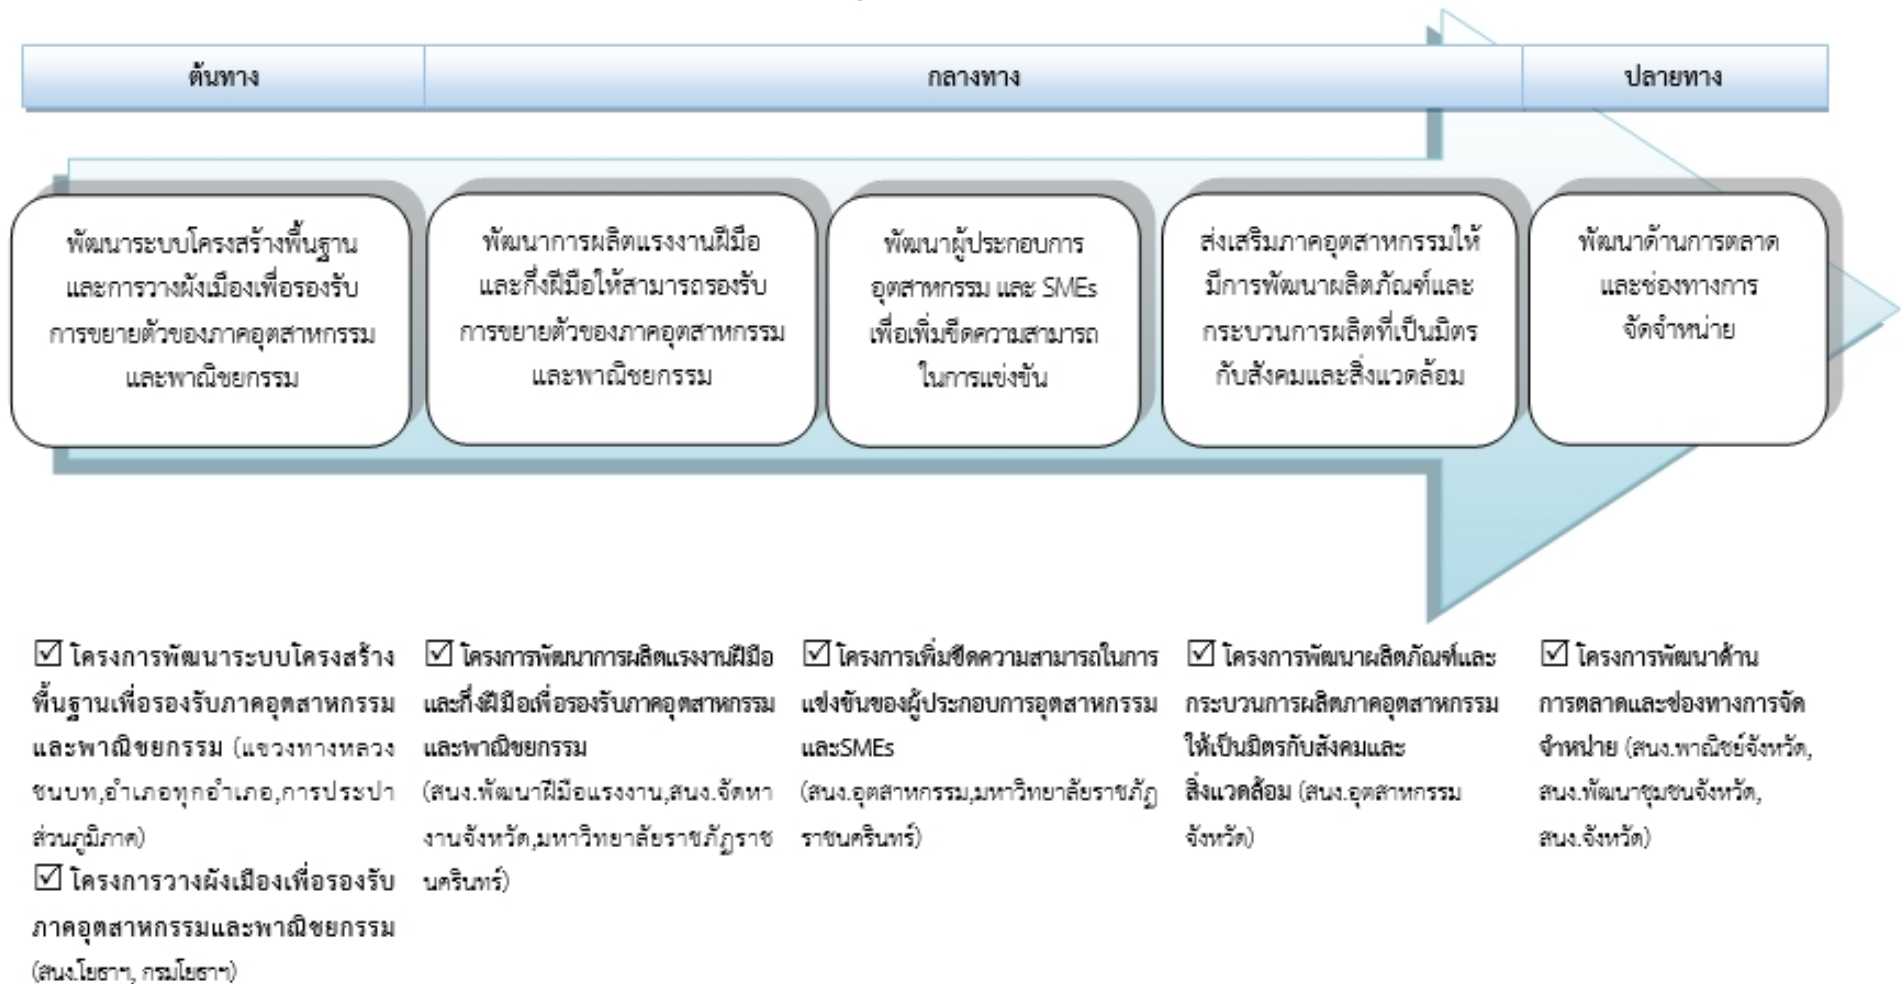 ต้นทาง
กลางทาง
ปลายทาง
พัฒนาระบบโครงสร้างพื้นฐาน
และการวางผังเมืองเพื่อรองรับ
การขยายตัวของภาคอุตสาหกรรม
และพาณิชยกรรม
พัฒนาการผลิตแรงงานฝีมือ
และกึ่งฝีมือให้สามารถรองรับ
การขยายตัวของภาคอุตสาหกรรม
และพาณิชยกรรม
พัฒนาผู้ประกอบการ
อุตสาหกรรม และ SMEs
เพื่อเพิ่มขีดความสามารถ
ในการแข่งขัน
ส่งเสริมภาคอุตสาหกรรมให้
มีการพัฒนาผลิตภัณฑ์และ
กระบวนการผลิตที่เป็นมิตร
กับสังคมและสิ่งแวดล้อม
พัฒนาด้านการตลาด
และช่องทางการ
จัดจำหน่าย
☑ โครงการพัฒนาระบบโครงสร้าง
พื้นฐานเพื่อรองรับภาคอุตสาหกรรม
และพาณิชยกรรม (แขวงทางหลวง
ชนบท,อำเภอทุกอำเภอ,การประปา
ส่วนภูมิภาค)
☑ โครงการวางผังเมืองเพื่อรองรับ
ภาคอุตสาหกรรมและพาณิชยกรรม
(สนง.โยธาฯ, กรมโยธาฯ)
☑ โครงการพัฒนาการผลิตแรงงานฝีมือ
และกึ่งฝีมือเพื่อรองรับภาคอุตสาหกรรม
และพาณิชยกรรม
(สนง.พัฒนาฝีมือแรงงาน,สนง.จัดหา
งานจังหวัด,มหาวิทยาลัยราชภัฏราช
นครินทร์)
☑ โครงการเพิ่มขีดความสามารถในการ
แข่งขันของผู้ประกอบการอุตสาหกรรม
และSMEs
(สนง.อุตสาหกรรม,มหาวิทยาลัยราชภัฏ
ราชนครินทร์)
☑ โครงการพัฒนาผลิตภัณฑ์และ
กระบวนการผลิตภาคอุตสาหกรรม
ให้เป็นมิตรกับสังคมและ
สิ่งแวดล้อม (สนง.อุตสาหกรรม
จังหวัด)
☑ โครงการพัฒนาด้าน
การตลาดและช่องทางการจัด
จำหน่าย (สนง.พาณิชย์จังหวัด,
สนง.พัฒนาชุมชนจังหวัด,
สนง.จังหวัด)